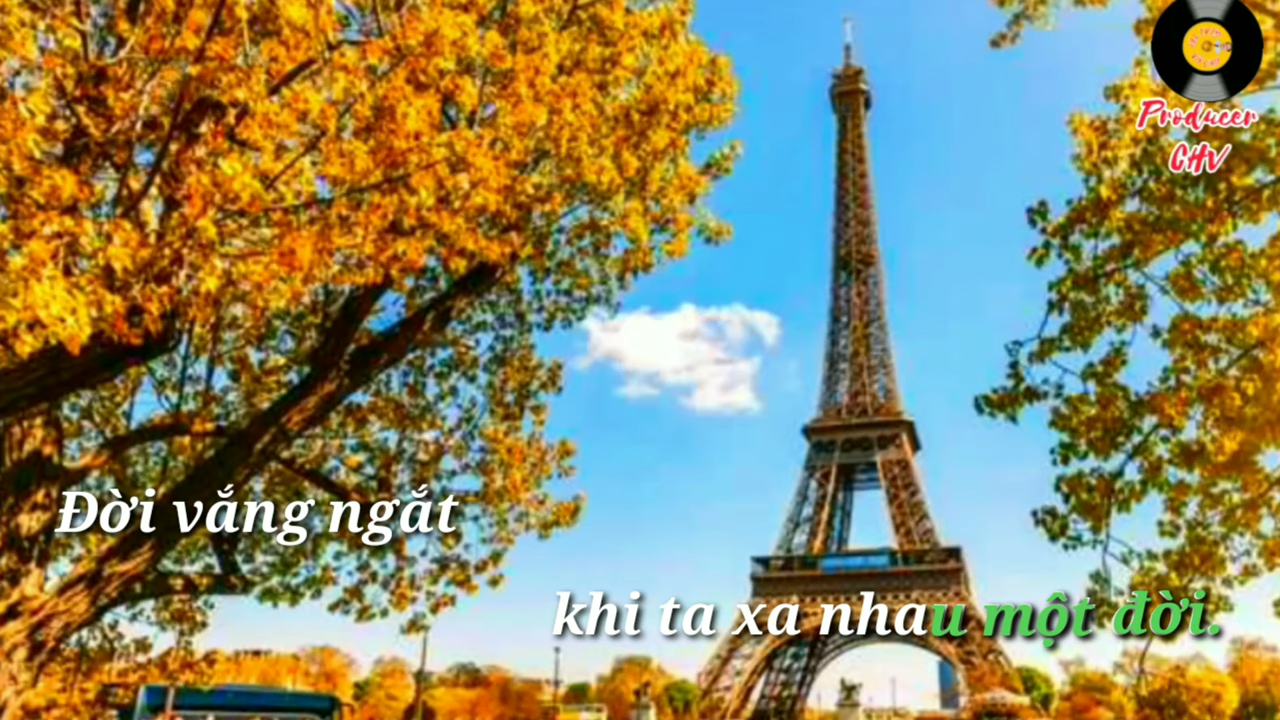 Producer
CHV
Đời vắng ngắt
khi ta xa nhau một đời.